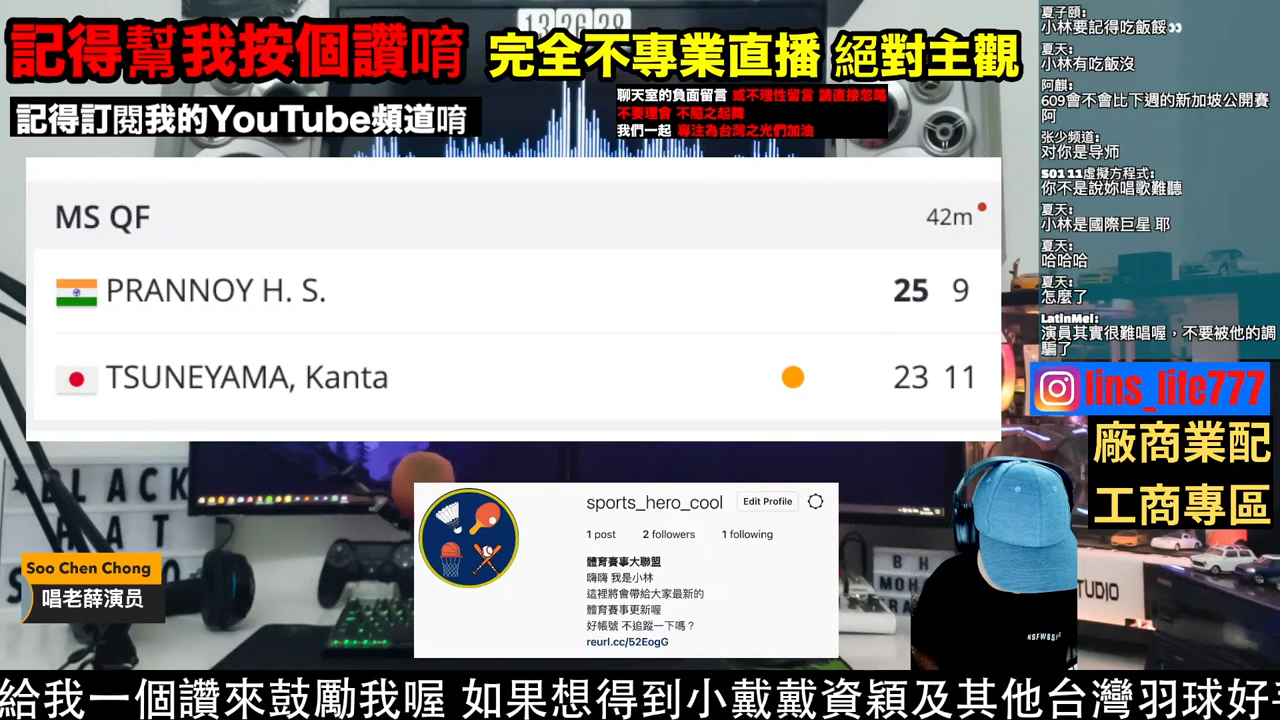 12 26 28
記得幫我按個讚唷
完全不專業直播 絕對主觀
記得訂閱我的YouTube頻道唷
聊天室的負面留言 或不理性留言 請直接忽略
不要理會 不隨之起舞
我們一起 專注為台灣之光們加油
MS QF
42m
PRANNOY H. S.
25 9
TSUNEYAMA, Kanta
23 11
夏子頤:
小林要記得吃飯餒👀
夏天:
小林有吃飯沒
阿麒:
609會不會比下週的新加坡公開賽
阿
张少频道:
对你是导师
501 11虛擬方程式:
你不是說妳唱歌難聽
夏天:
小林是國際巨星 耶
夏天:
哈哈哈
夏天:
怎麼了
LatinMei:
演員其實很難唱喔，不要被他的調
騙了
lins_life777
廠商業配
工商專區
BLACK
HAT
sports_hero_cool
Edit Profile
1 post
2 followers
1 following
體育賽事大聯盟
嗨嗨 我是小林
這裡將會帶給大家最新的
體育賽事更新喔
好帳號 不追蹤一下嗎？
reurl.cc/52EogG
Soo Chen Chong
唱老薛演员
給我一個讚來鼓勵我喔 如果想得到小戴戴資穎及其他台灣羽球好